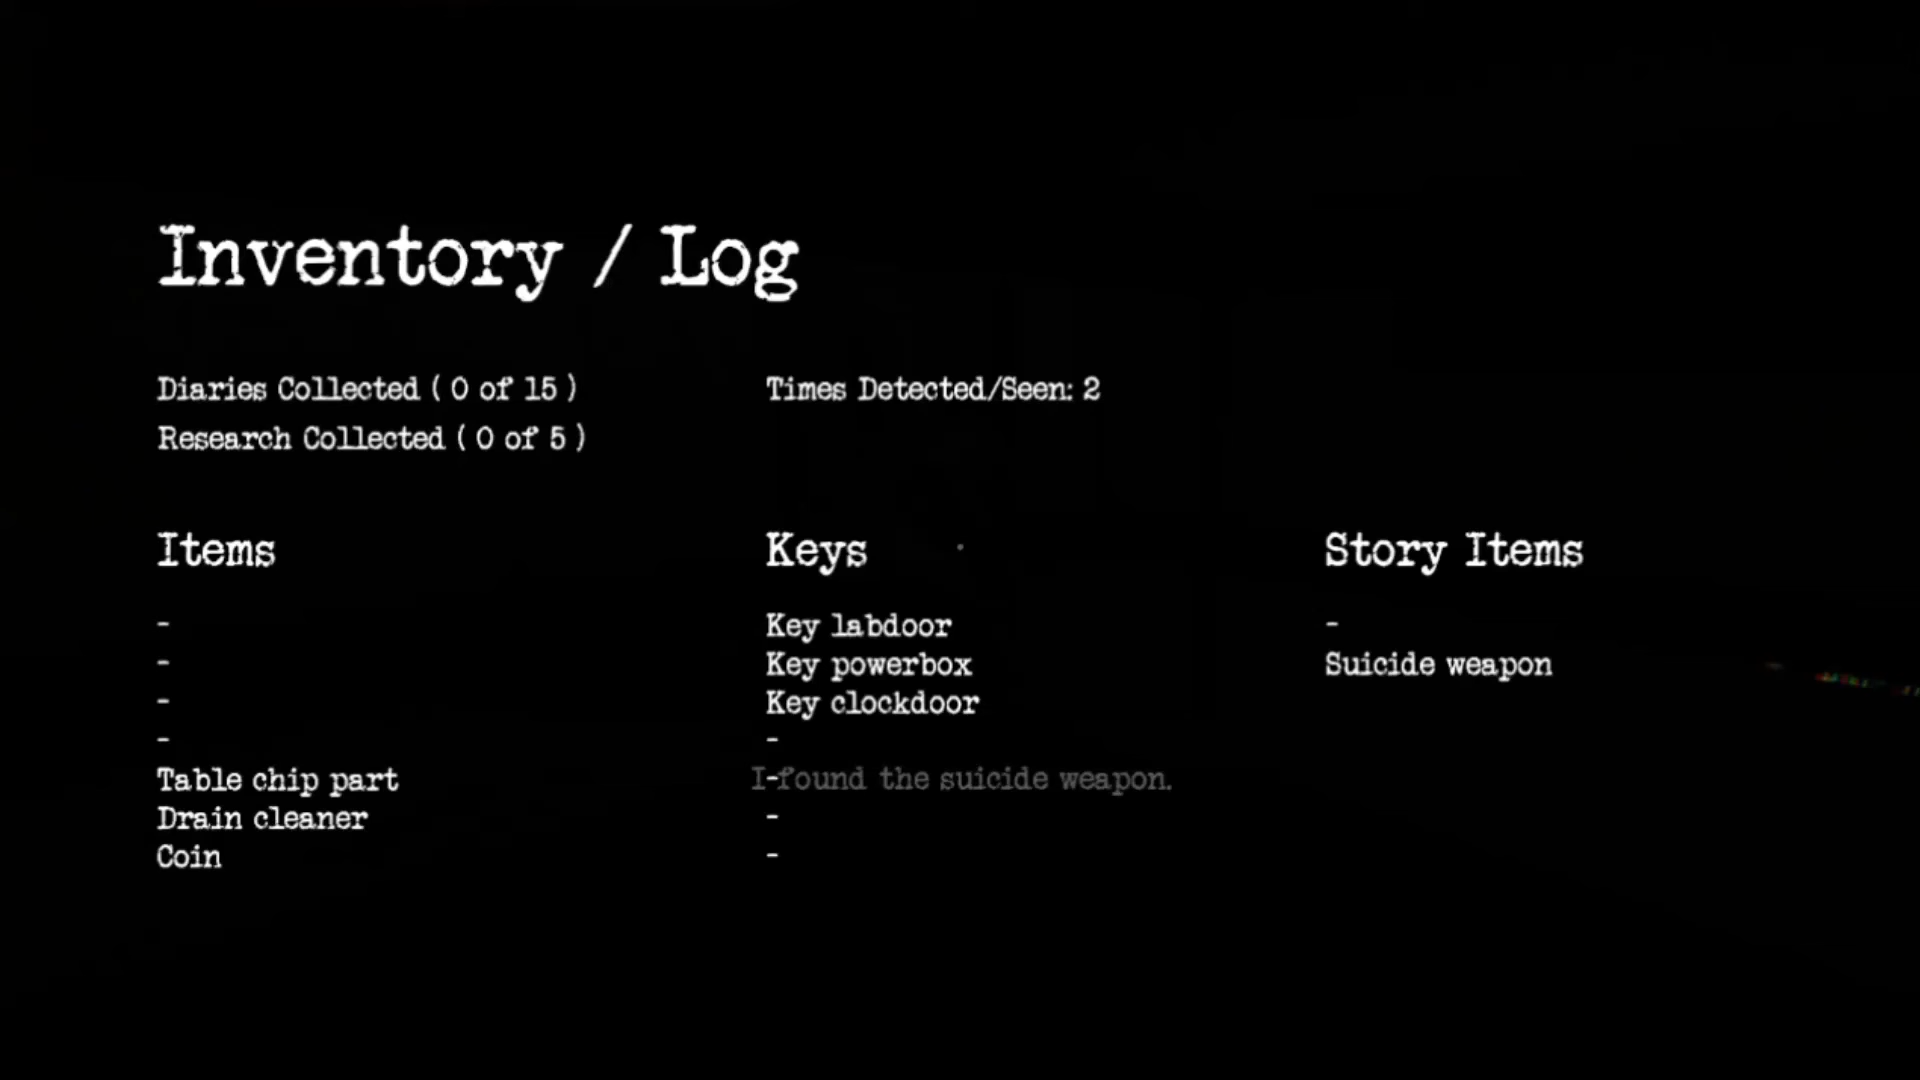 Inventory / Log
Diaries Collected ( 0 of 15 )
Times Detected/Seen: 2
Research Collected ( 0 of 5 )
Items
Keys
Story Items
-
Key labdoor
-
-
Key powerbox
Suicide weapon
-
Key clockdoor
-
-
Table chip part
-
I found the suicide weapon.
Drain cleaner
-
Coin
-